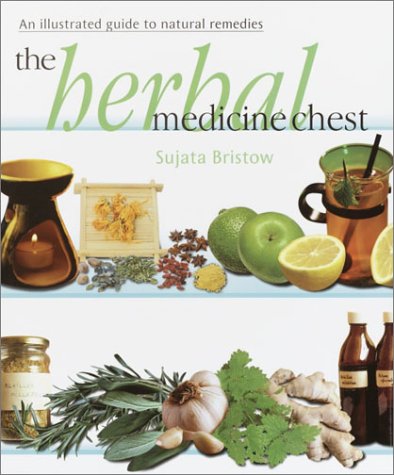 An illustrated guide to natural remedies
the herbal
medicine chest
Sujata Bristow